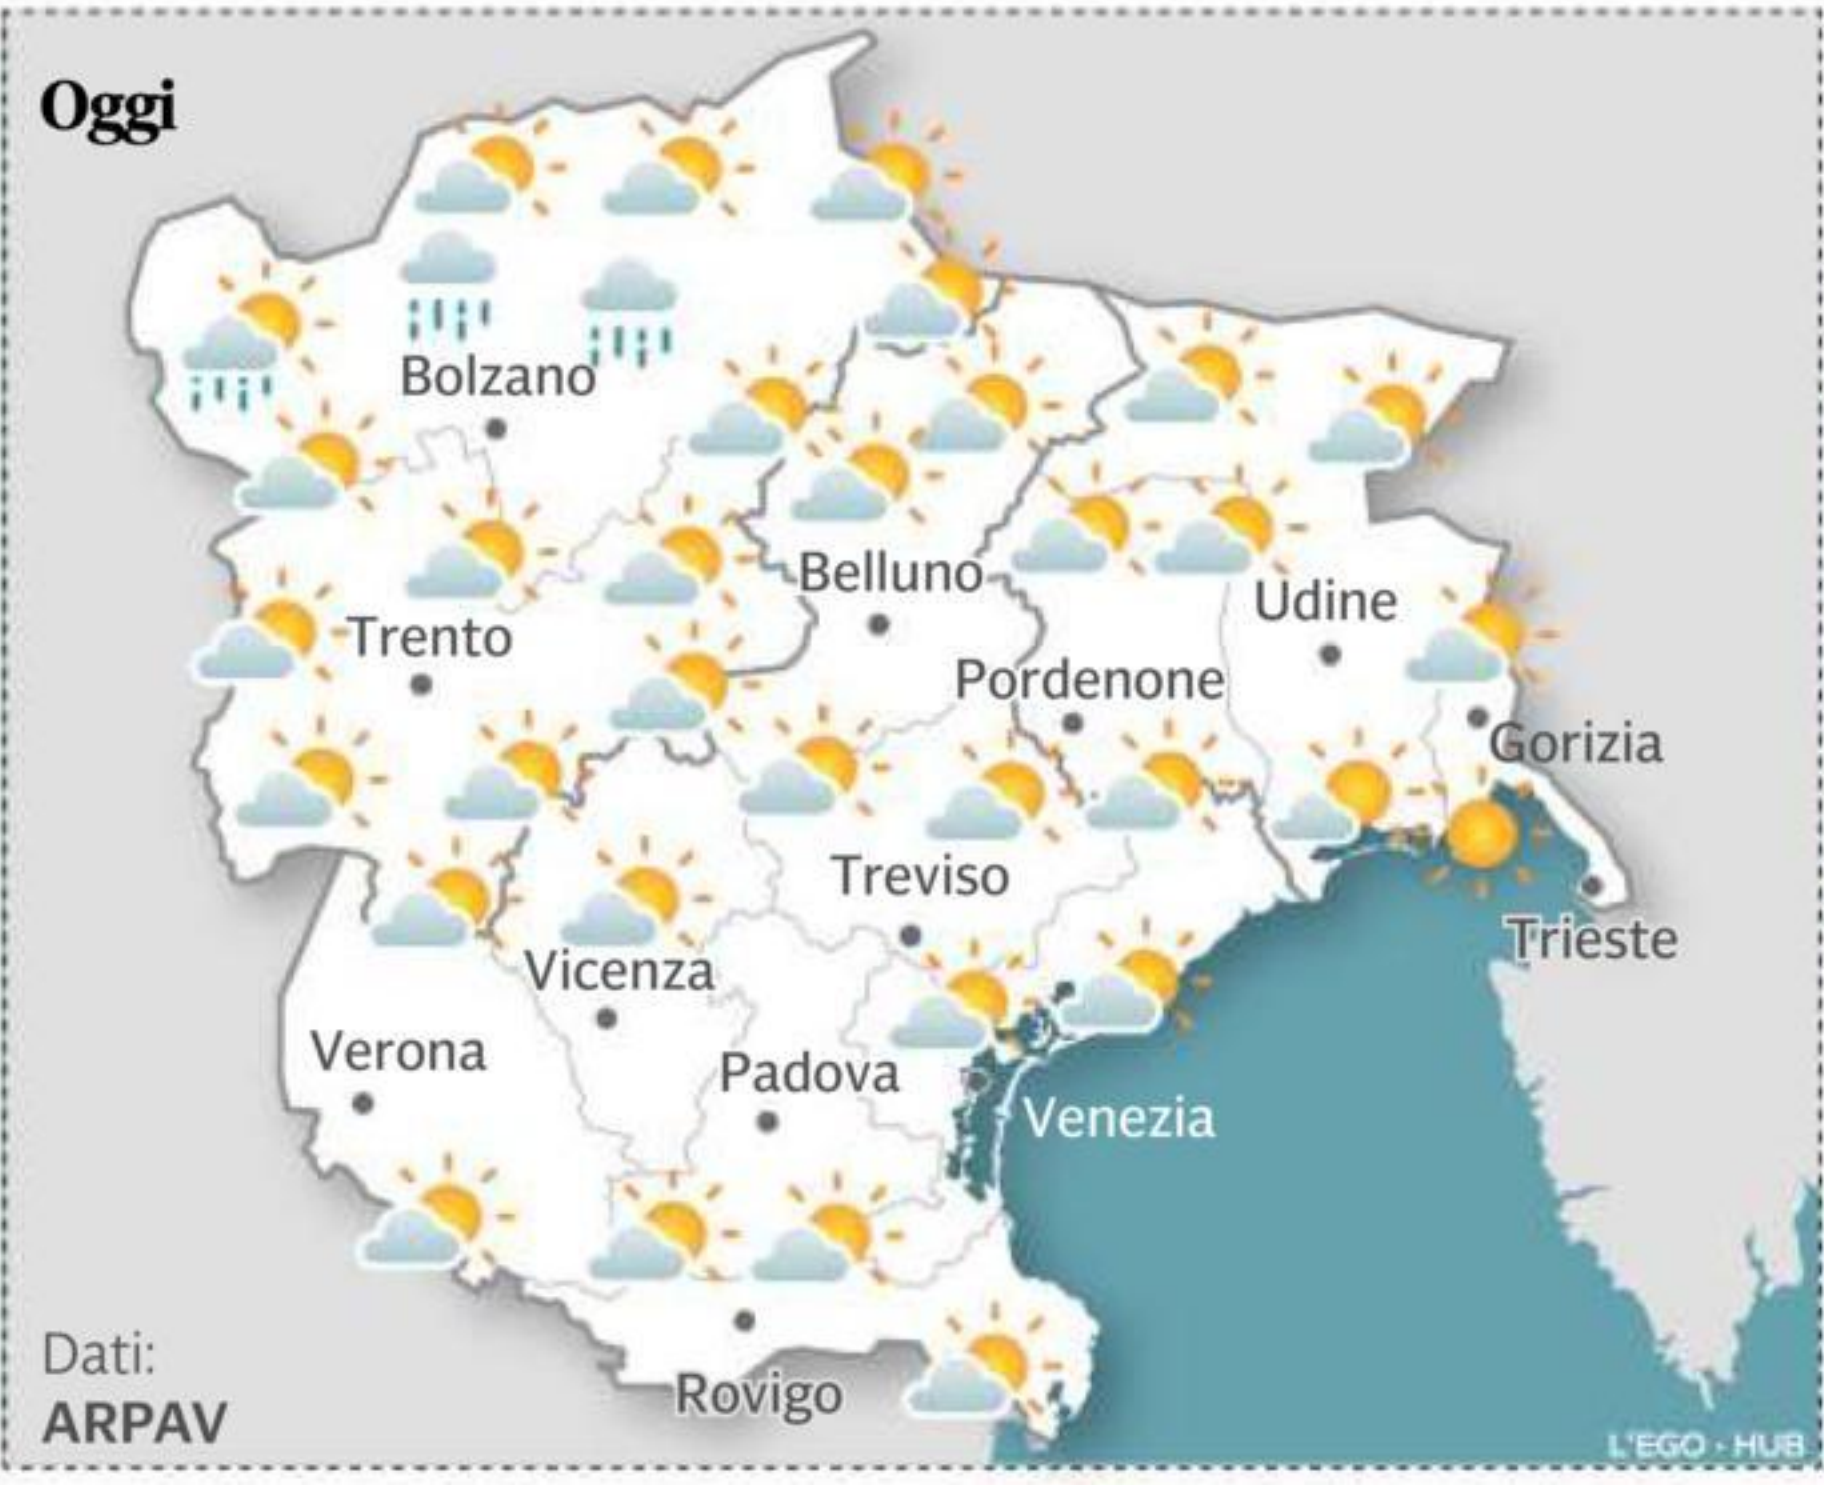 Oggi
Bolzano
Belluno
Udine
Trento
Pordenone
Gorizia
Treviso
Trieste
Vicenza
Verona
Padova
Venezia
Rovigo
Dati:
ARPAV
L'EGO - HUB